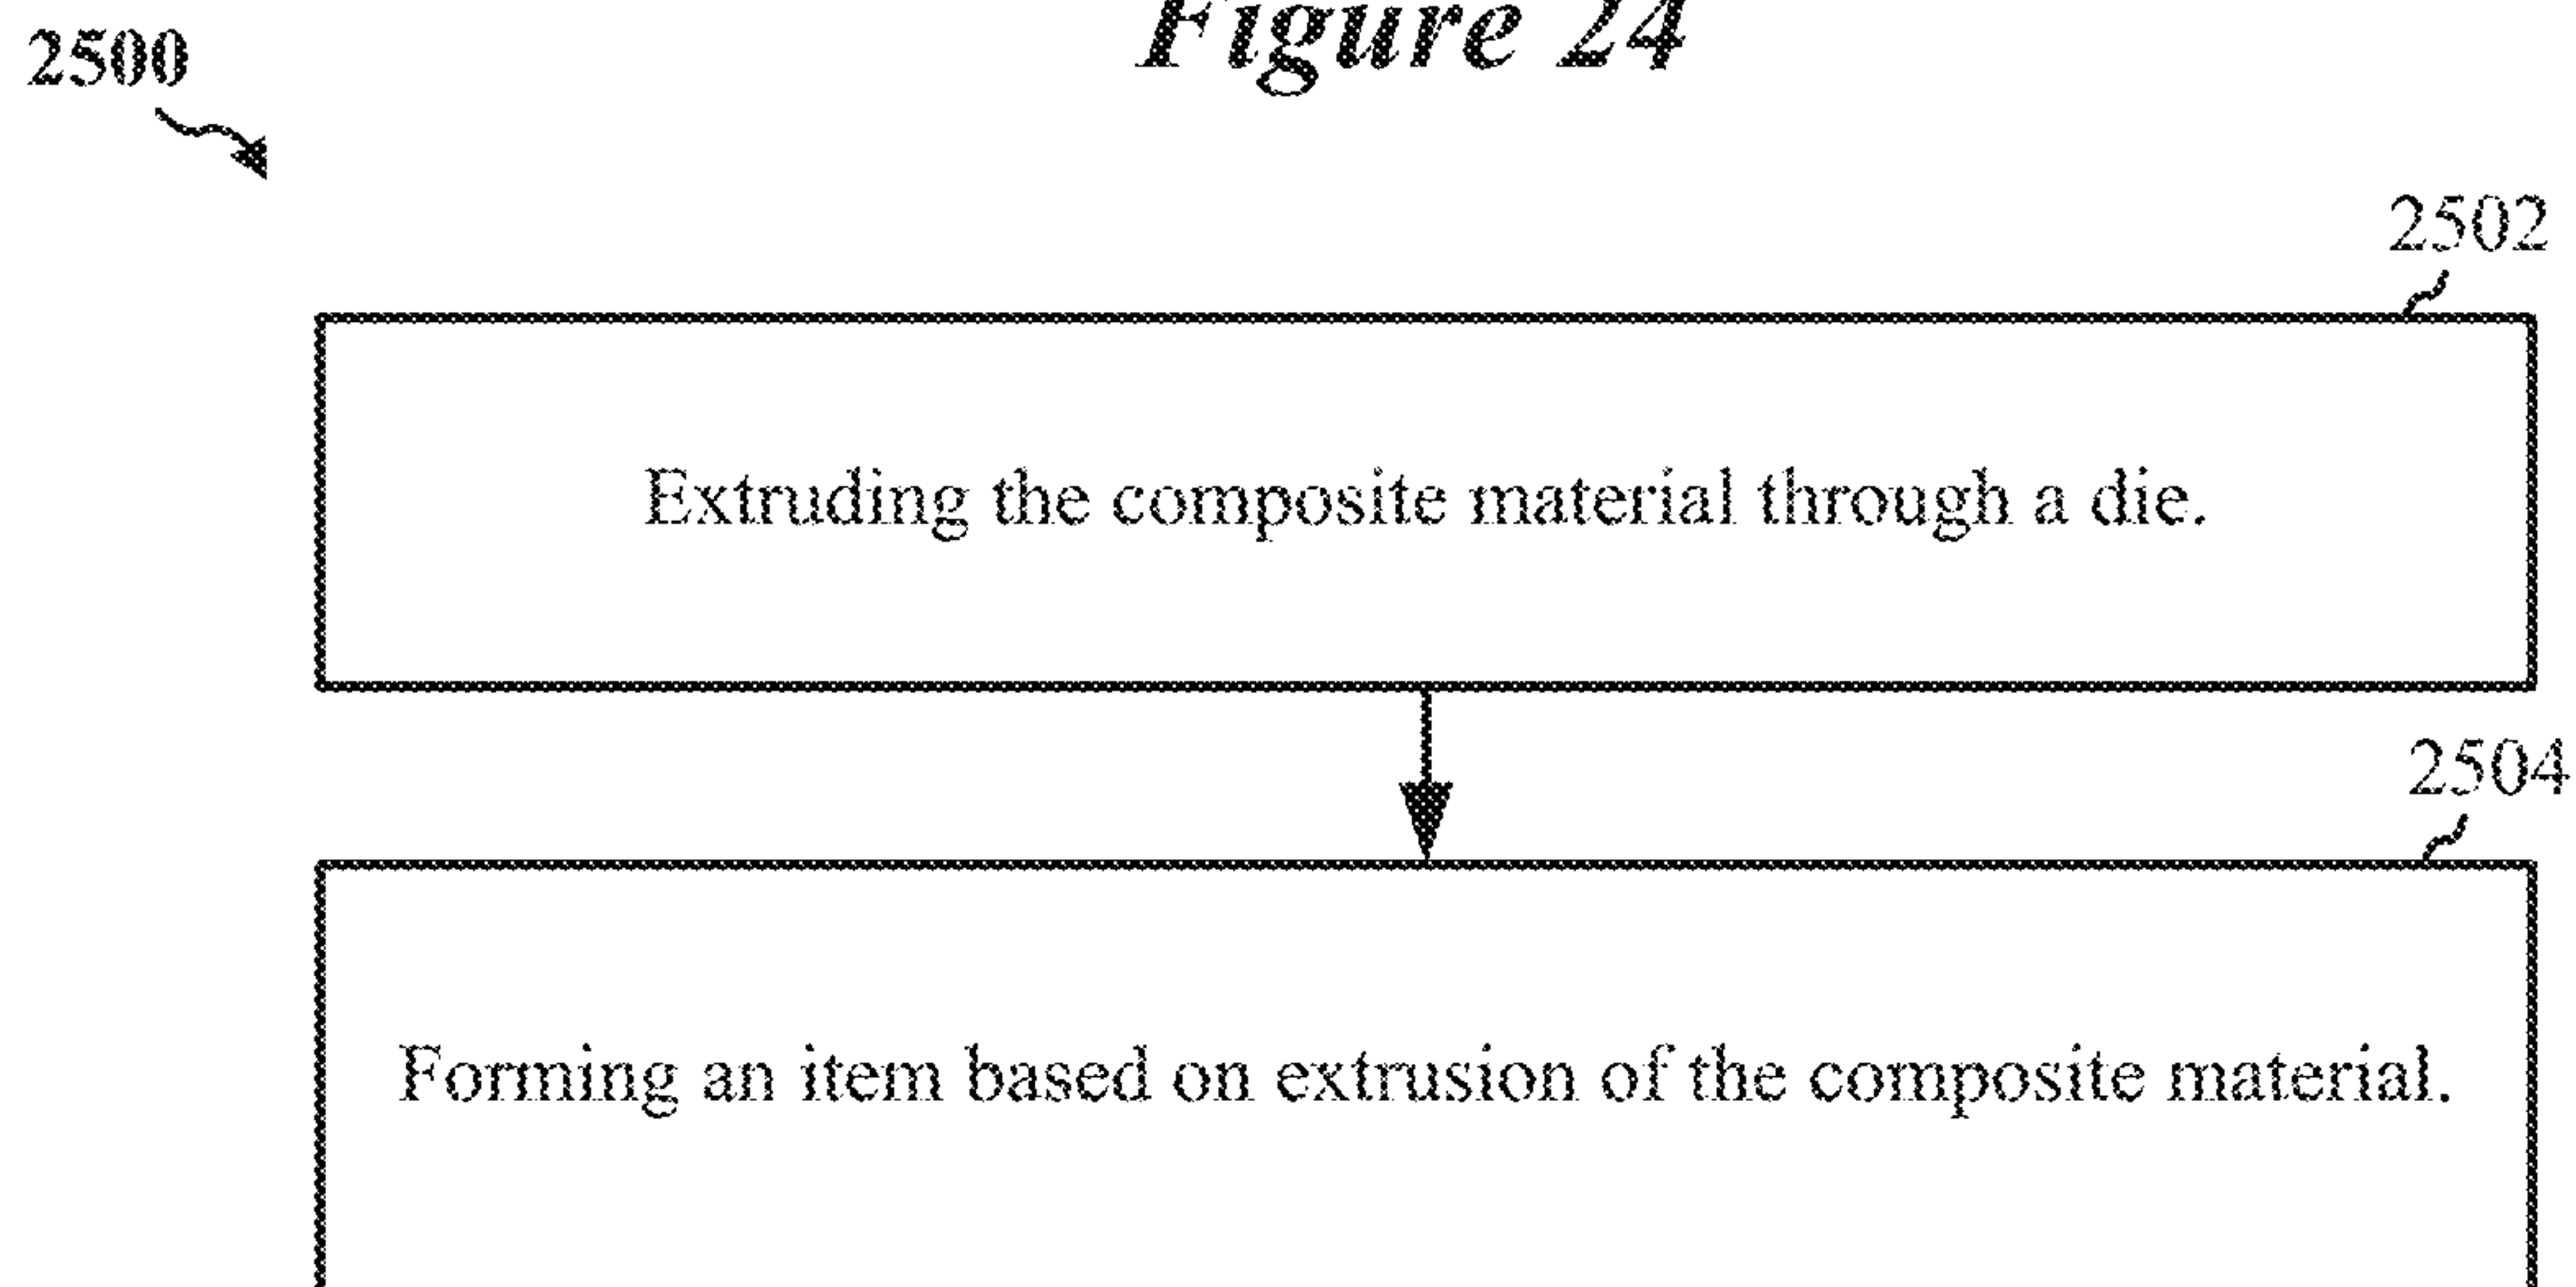 Figure 24
2500
2502
Extruding the composite material through a die.
2504
Forming an item based on extrusion of the composite material.